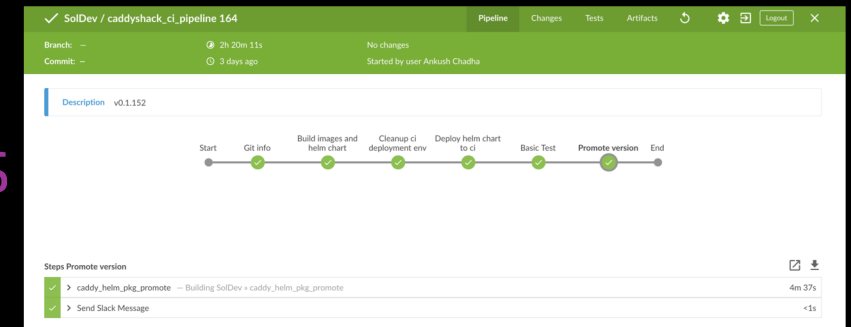 SolDev / caddyshack_ci_pipeline 164
Pipeline Changes Tests Artifacts Logout
Branch: — 2h 20m 11s No changes
Commit: — 3 days ago Started by user Ankush Chadha
Description v0.1.152
Start Git info Build images and helm chart Cleanup ci deployment env Deploy helm chart to ci Basic Test Promote version End
Steps Promote version
caddy_helm_pkg_promote — Building SolDev » caddy_helm_pkg_promote 4m 37s
Send Slack Message <1s